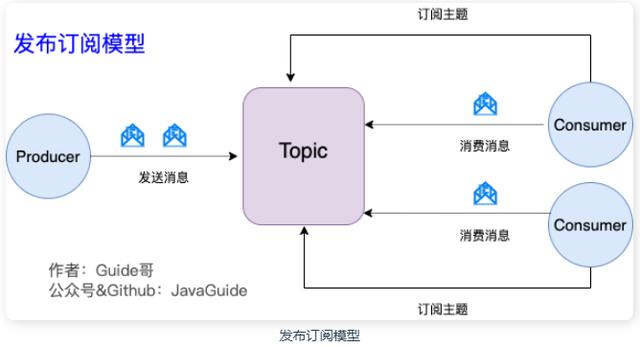 发布订阅模型
订阅主题
Producer
发送消息
Topic
消费消息
Consumer
消费消息
Consumer
订阅主题
作者：Guide哥
公众号&Github：JavaGuide
发布订阅模型